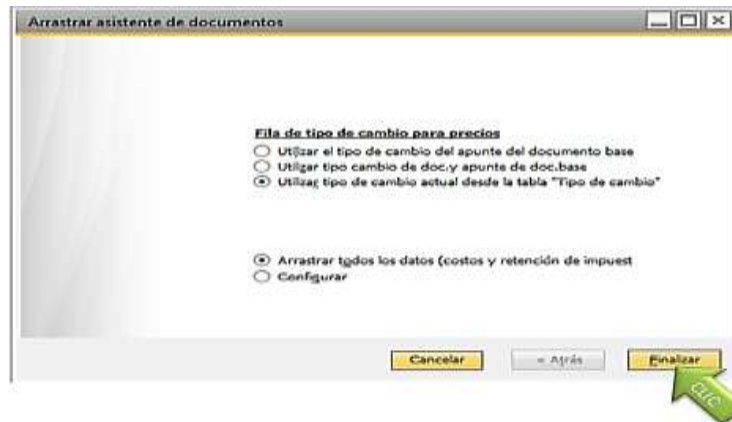 Arrastrar asistente de documentos
Fila de tipo de cambio para precios
Utilizar el tipo de cambio del apunte del documento base
Utilizar tipo cambio de doc.y apunte de doc.base
Utilizar tipo de cambio actual desde la tabla "Tipo de cambio"
Arrastrar todos los datos (costos y retención de impuest
Configurar
Cancelar
« Atrás
Finalizar
CLIC